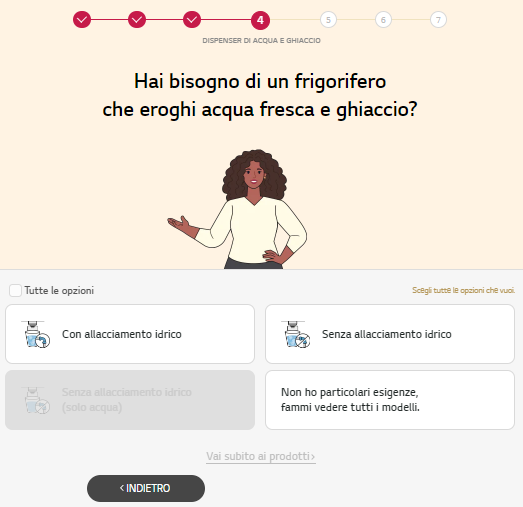 4
5
6
7
DISPENSER DI ACQUA E GHIACCIO
Hai bisogno di un frigorifero
che eroghi acqua fresca e ghiaccio?
Tutte le opzioni
Scegli tutte le opzioni che vuoi.
Con allacciamento idrico
Senza allacciamento idrico
Senza allacciamento idrico
(solo acqua)
Non ho particolari esigenze,
fammi vedere tutti i modelli.
Vai subito ai prodotti›
‹ INDIETRO